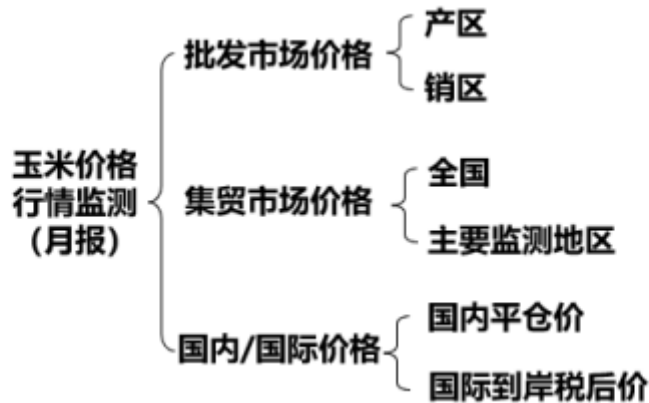 玉米价格
行情监测
（月报）
批发市场价格
产区
销区
集贸市场价格
全国
主要监测地区
国内/国际价格
国内平仓价
国际到岸税后价